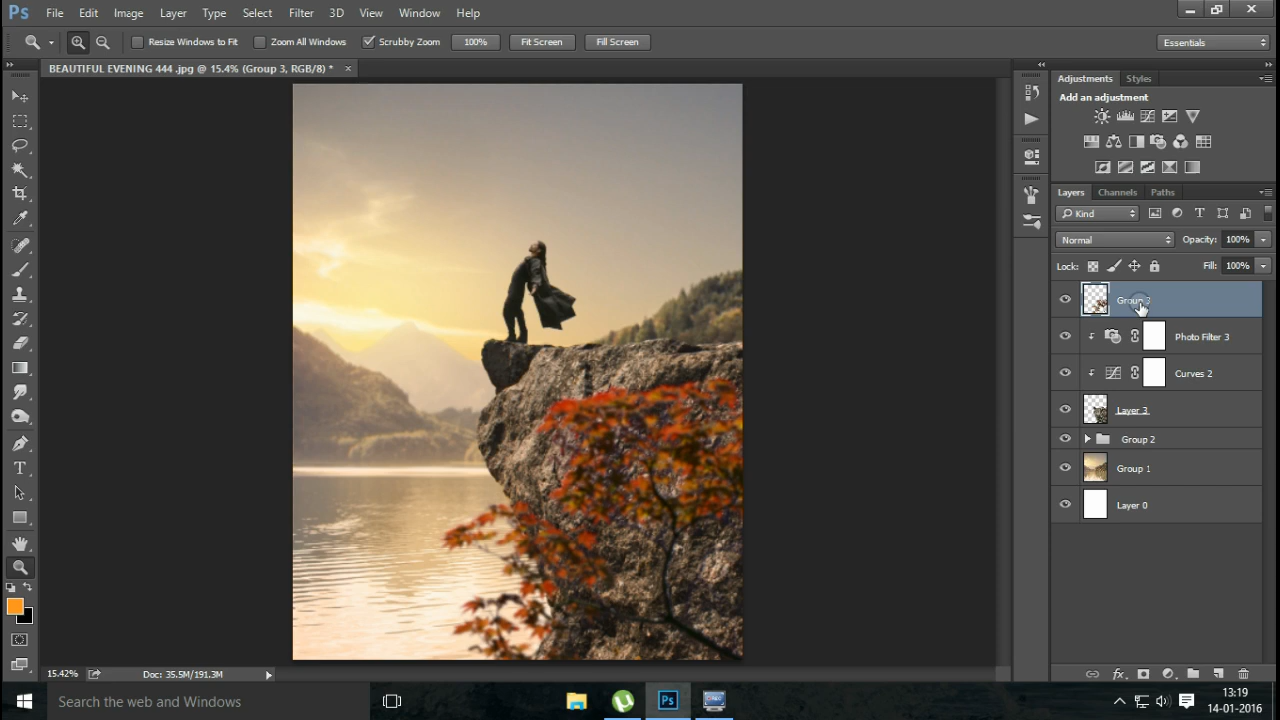 Ps File Edit Image Layer Type Select Filter 3D View Window Help
Resize Windows to Fit Zoom All Windows Scrubby Zoom 100% Fit Screen Fill Screen Essentials
BEAUTIFUL EVENING 444 .jpg @ 15.4% (Group 3, RGB/8) * ×
Adjustments Styles
Add an adjustment
Layers Channels Paths
Kind
Normal Opacity: 100%
Lock: Fill: 100%
Group 3
Photo Filter 3
Curves 2
Layer 3
Group 2
Group 1
Layer 0
15.42% Doc: 35.5M/191.3M
Search the web and Windows
Ps
13:19
14-01-2016